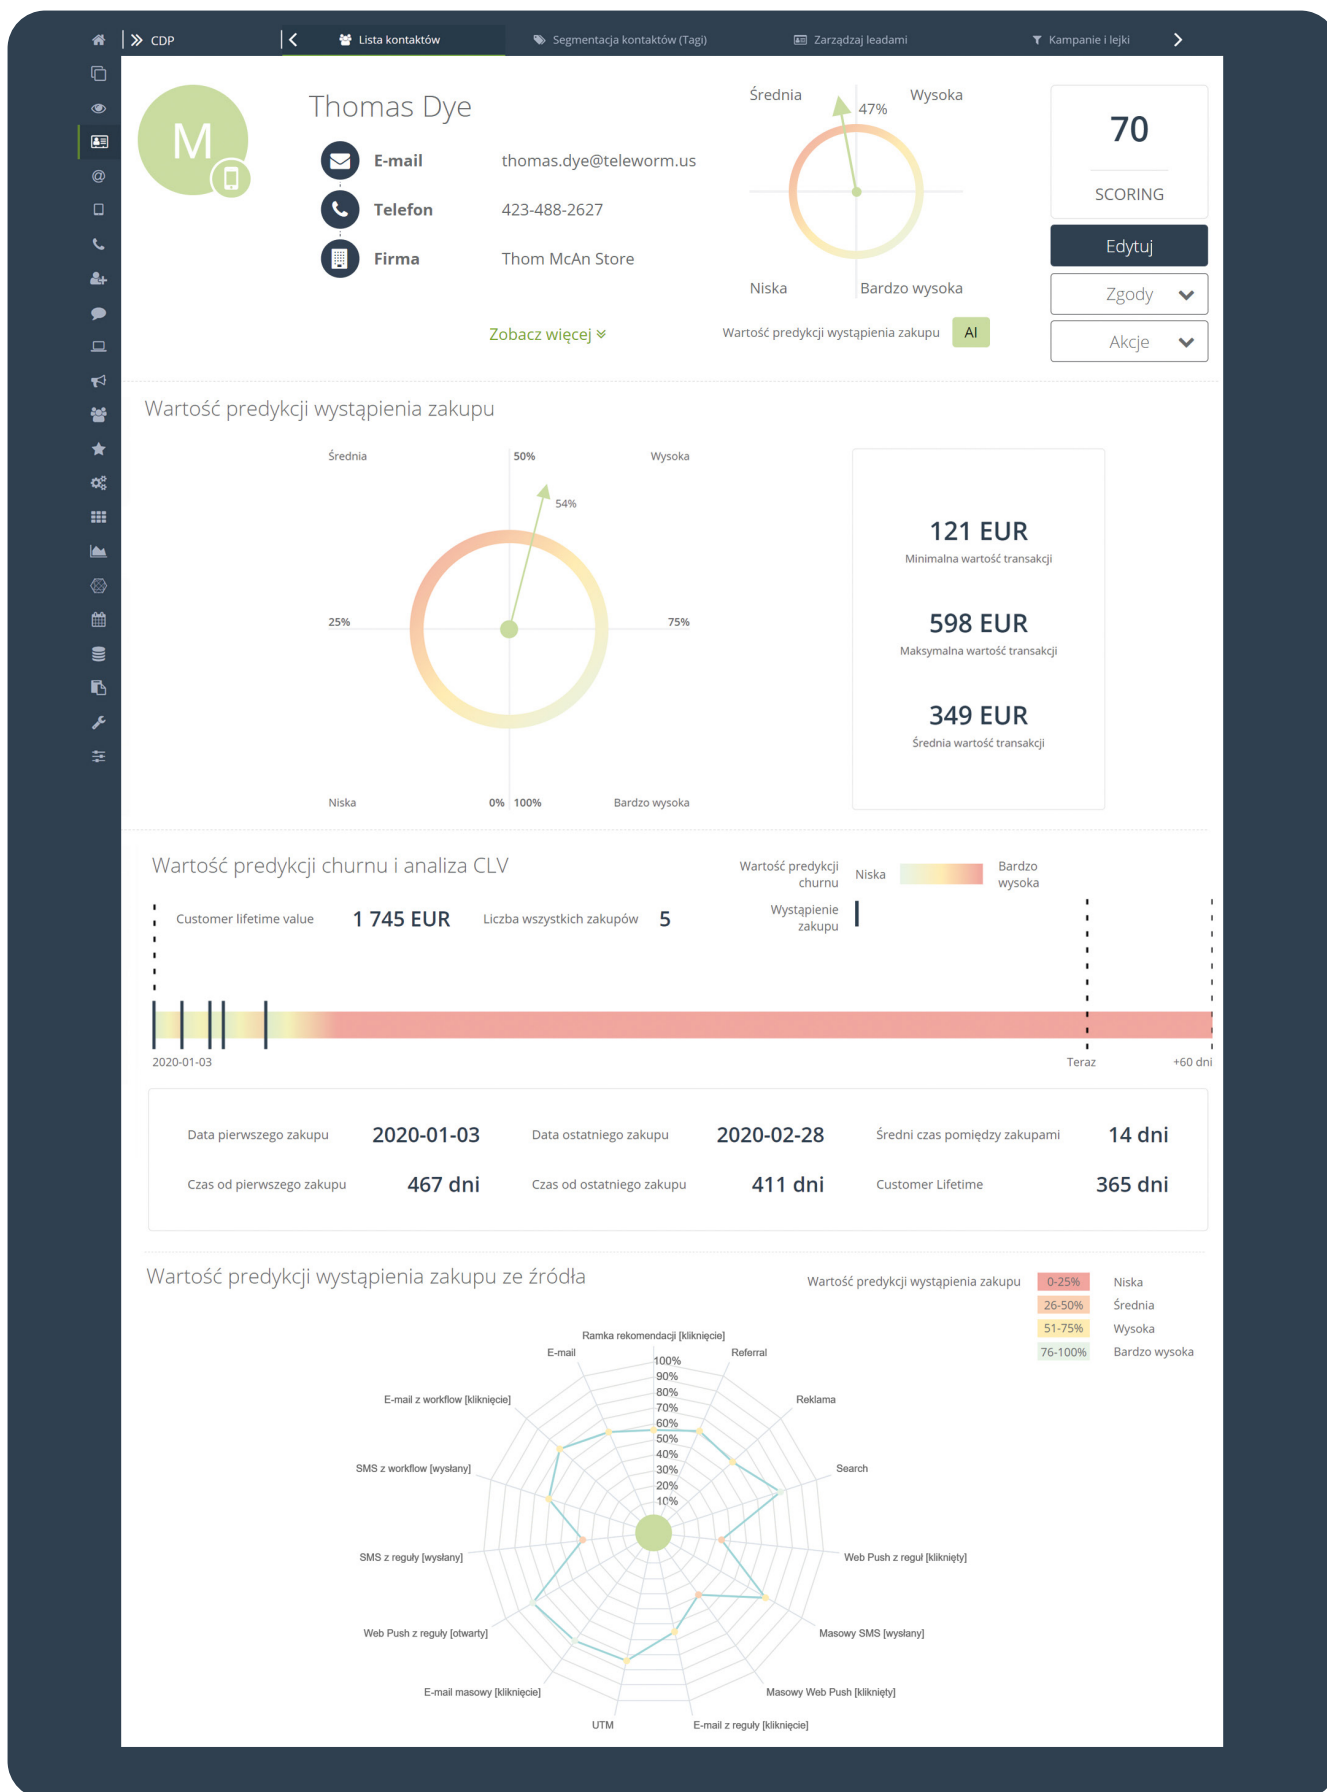 CDP
Lista kontaktów
Segmentacja kontaktów (Tagi)
Zarządzaj leadami
Kampanie i lejki
M
Thomas Dye
E-mail thomas.dye@teleworm.us
Telefon 423-488-2627
Firma Thom McAn Store
Zobacz więcej
Średnia
Wysoka
47%
Niska
Bardzo wysoka
Wartość predykcji wystąpienia zakupu AI
70
SCORING
Edytuj
Zgody
Akcje
Wartość predykcji wystąpienia zakupu
Średnia 50% Wysoka
54%
25% 75%
Niska 0% 100% Bardzo wysoka
121 EUR
Minimalna wartość transakcji
598 EUR
Maksymalna wartość transakcji
349 EUR
Średnia wartość transakcji
Wartość predykcji churnu i analiza CLV
Wartość predykcji
churnu
Niska
Bardzo
wysoka
Customer lifetime value 1 745 EUR
Liczba wszystkich zakupów 5
Wystąpienie
zakupu
2020-01-03
Teraz
+60 dni
Data pierwszego zakupu 2020-01-03
Data ostatniego zakupu 2020-02-28
Średni czas pomiędzy zakupami 14 dni
Czas od pierwszego zakupu 467 dni
Czas od ostatniego zakupu 411 dni
Customer Lifetime 365 dni
Wartość predykcji wystąpienia zakupu ze źródła
Wartość predykcji wystąpienia zakupu
0-25% Niska
26-50% Średnia
51-75% Wysoka
76-100% Bardzo wysoka
Ramka rekomendacji [kliknięcie]
E-mail
Referral
100%
90%
80%
70%
60%
50%
40%
30%
20%
10%
E-mail z workflow [kliknięcie]
Reklama
SMS z workflow [wysłany]
Search
SMS z reguły [wysłany]
Web Push z reguł [kliknięty]
Web Push z reguły [otwarty]
Masowy SMS [wysłany]
E-mail masowy [kliknięcie]
Masowy Web Push [kliknięty]
UTM
E-mail z reguły [kliknięcie]